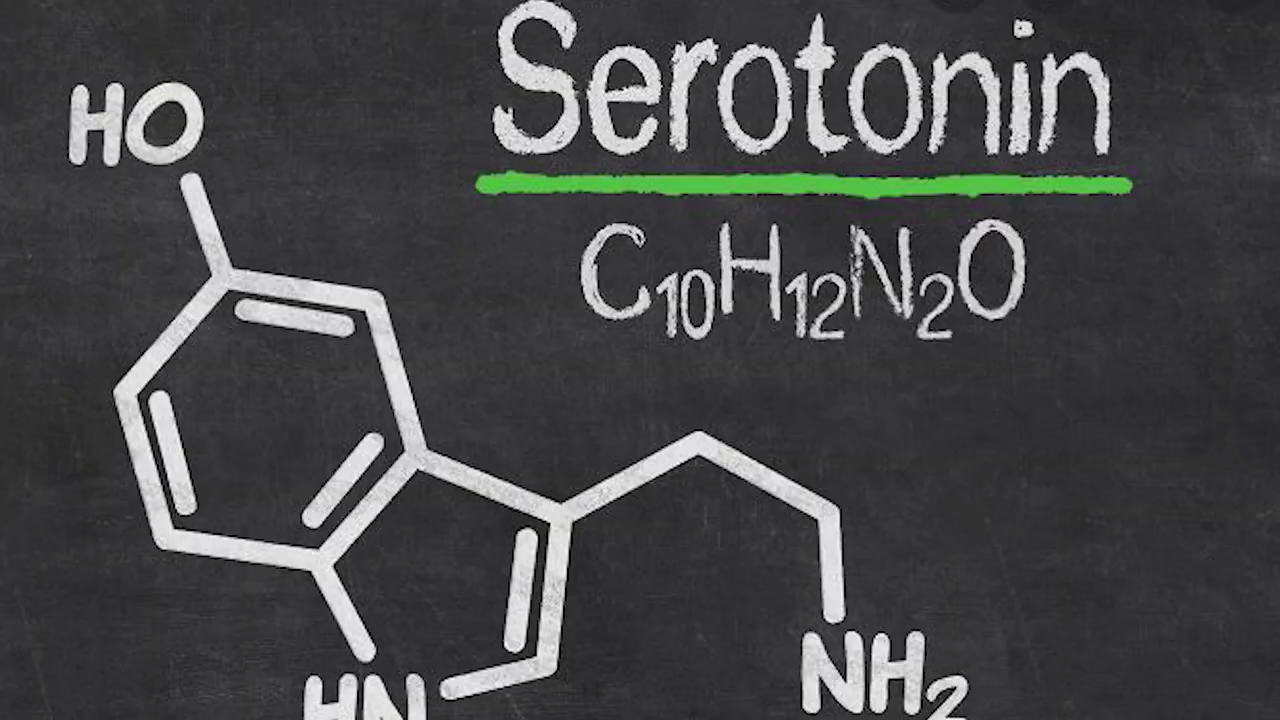 Serotonin
HO
C₁₀H₁₂N₂O
NH₂
HN